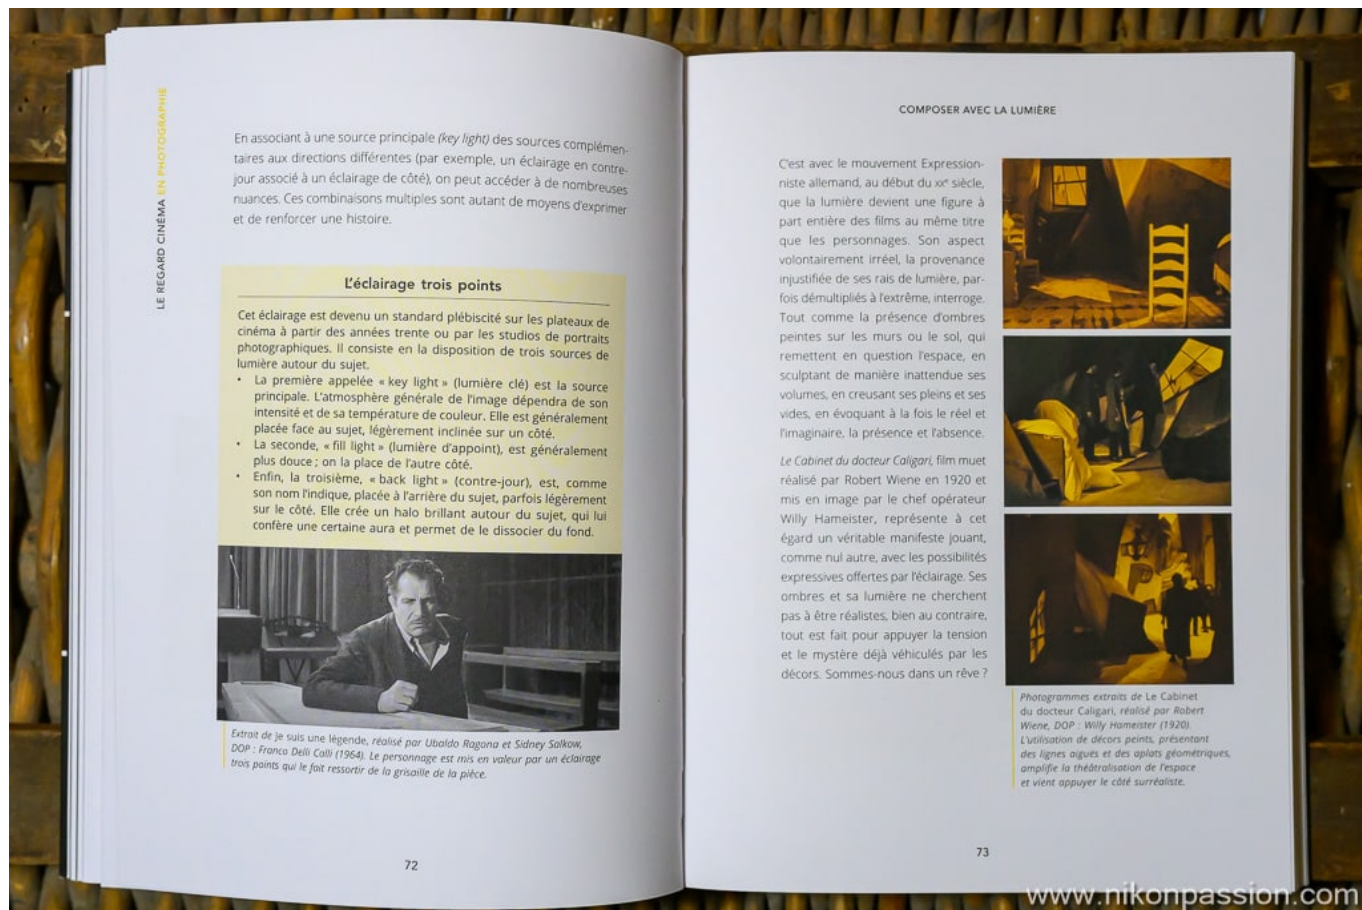 LE REGARD CINÉMA EN PHOTOGRAPHIE
En associant à une source principale (key light) des sources complémen-
taires aux directions différentes (par exemple, un éclairage en contre-
jour associé à un éclairage de côté), on peut accéder à de nombreuses
nuances. Ces combinaisons multiples sont autant de moyens d'exprimer
et de renforcer une histoire.
L'éclairage trois points
Cet éclairage est devenu un standard plébiscité sur les plateaux de
cinéma à partir des années trente ou par les studios de portraits
photographiques. Il consiste en la disposition de trois sources de
lumière autour du sujet.
• La première appelée « key light » (lumière clé) est la source
principale. L'atmosphère générale de l'image dépendra de son
intensité et de sa température de couleur. Elle est généralement
placée face au sujet, légèrement inclinée sur un côté.
• La seconde, « fill light » (lumière d'appoint), est généralement
plus douce ; on la place de l'autre côté.
• Enfin, la troisième, « back light » (contre-jour), est, comme
son nom l'indique, placée à l'arrière du sujet, parfois légèrement
sur le côté. Elle crée un halo brillant autour du sujet, qui lui
confère une certaine aura et permet de le dissocier du fond.
Extrait de Je suis une légende, réalisé par Ubaldo Ragona et Sidney Salkow,
DOP : Franco Delli Calli (1964). Le personnage est mis en valeur par un éclairage
trois points qui le fait ressortir de la grisaille de la pièce.
72
COMPOSER AVEC LA LUMIÈRE
C'est avec le mouvement Expression-
niste allemand, au début du XXe siècle,
que la lumière devient une figure à
part entière des films au même titre
que les personnages. Son aspect
volontairement irréel, la provenance
injustifiée de ses rais de lumière, par-
fois démultipliés à l'extrême, interroge.
Tout comme la présence d'ombres
peintes sur les murs ou le sol, qui
remettent en question l'espace, en
sculptant de manière inattendue ses
volumes, en creusant ses pleins et ses
vides, en évoquant à la fois le réel et
l'imaginaire, la présence et l'absence.
Le Cabinet du docteur Caligari, film muet
réalisé par Robert Wiene en 1920 et
mis en image par le chef opérateur
Willy Hameister, représente à cet
égard un véritable manifeste jouant,
comme nul autre, avec les possibilités
expressives offertes par l'éclairage. Ses
ombres et sa lumière ne cherchent
pas à être réalistes, bien au contraire,
tout est fait pour appuyer la tension
et le mystère déjà véhiculés par les
décors. Sommes-nous dans un rêve ?
Photogrammes extraits de Le Cabinet
du docteur Caligari, réalisé par Robert
Wiene, DOP : Willy Hameister (1920).
L'utilisation de décors peints, présentant
des lignes aiguës et des aplats géométriques,
amplifie la théâtralisation de l'espace
et vient appuyer le côté surréaliste.
73
www.nikonpassion.com